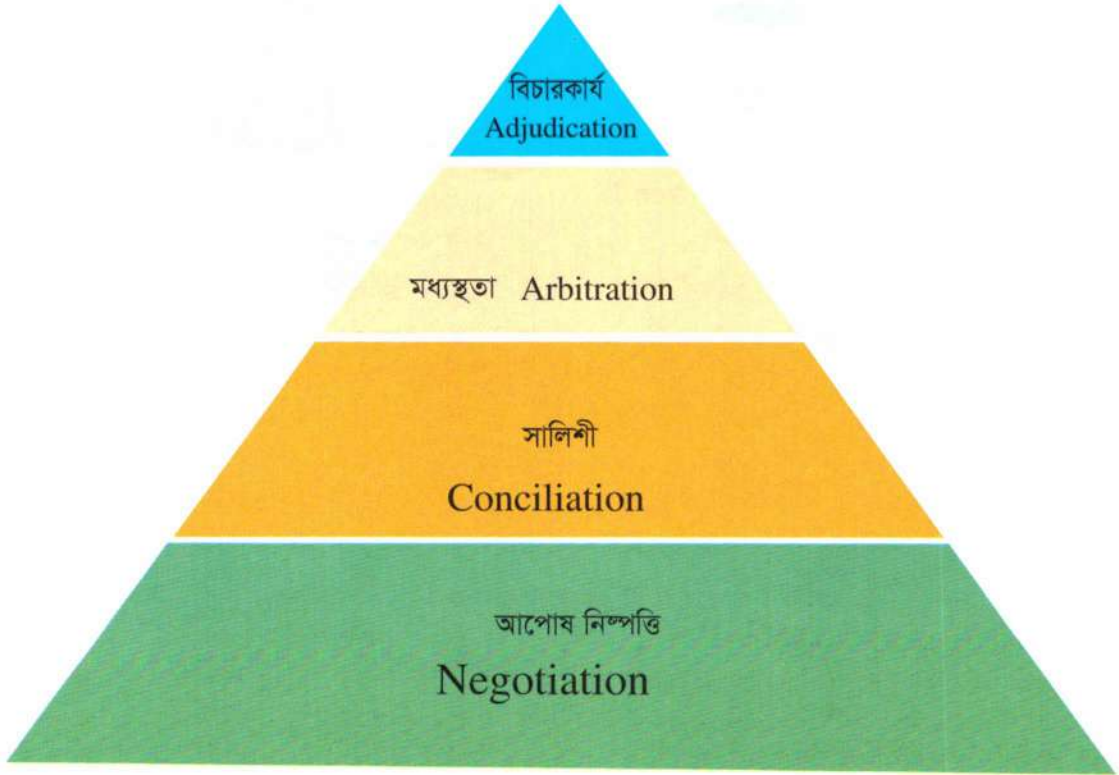 বিচারকার্য
Adjudication
মধ্যস্থতা Arbitration
সালিশী
Conciliation
আপোষ নিষ্পত্তি
Negotiation